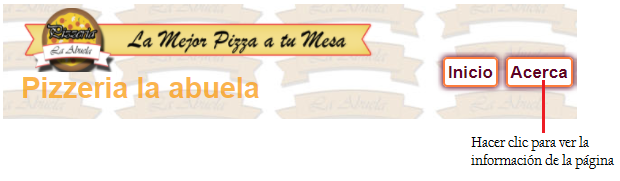 Pizzeria
La Abuela
La Mejor Pizza a tu Mesa
Pizzeria la abuela
Inicio
Acerca
Hacer clic para ver la
información de la página